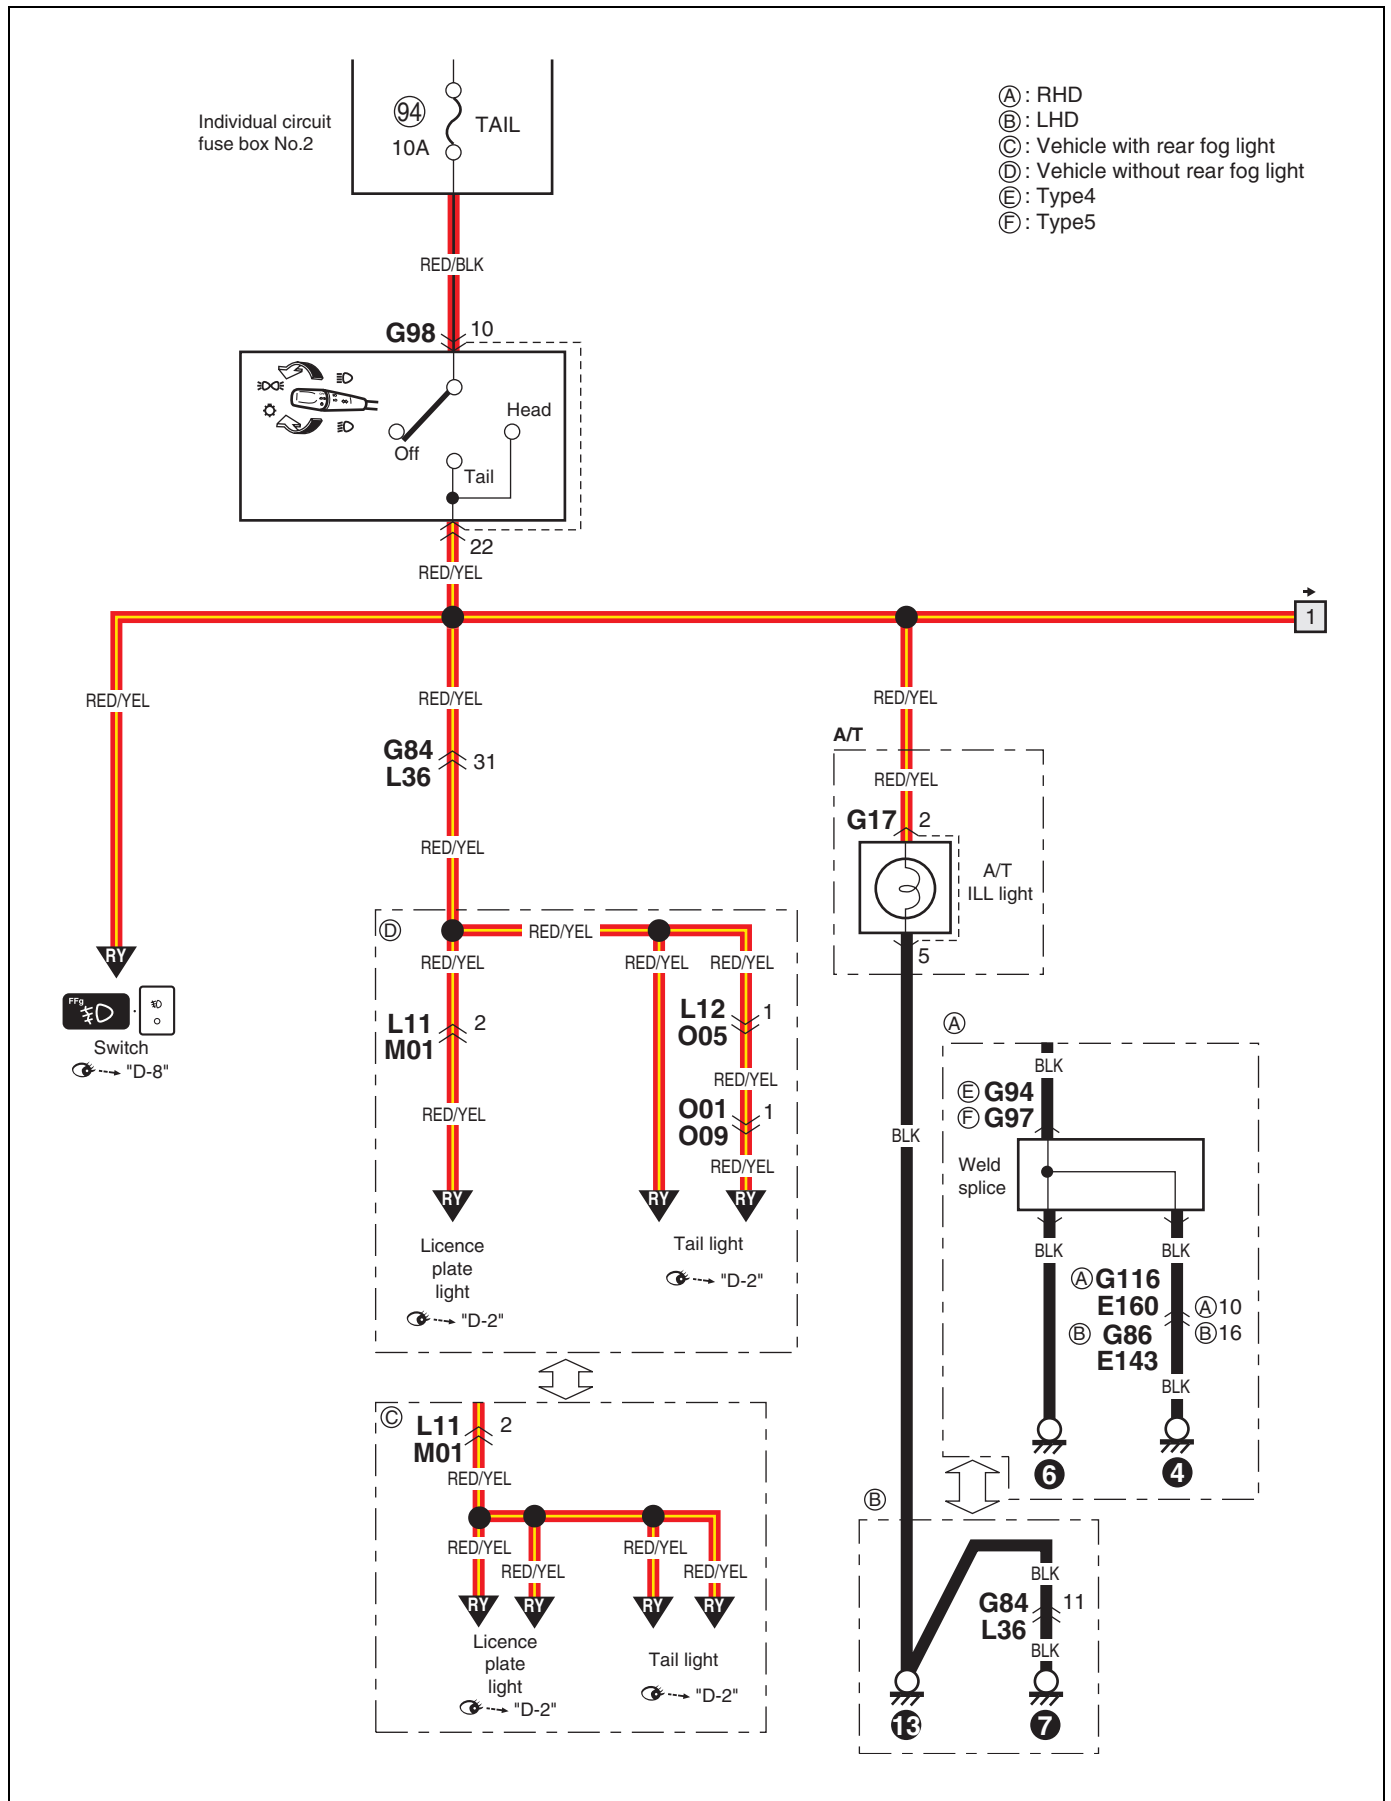 Individual circuit
fuse box No.2
94
10A
TAIL
A : RHD
B : LHD
C : Vehicle with rear fog light
D : Vehicle without rear fog light
E : Type4
F : Type5
RED/BLK
G98
10
Head
Off
Tail
22
RED/YEL
1
RED/YEL
RED/YEL
RED/YEL
A/T
G84
L36
31
RED/YEL
G17
2
RED/YEL
A/T
ILL light
5
D
RED/YEL
RED/YEL
RED/YEL
RED/YEL
RY
FFg
Switch
"D-8"
L11
M01
2
L12
O05
1
RED/YEL
RED/YEL
O01
O09
1
RED/YEL
RY
RY
RY
Licence
plate
light
"D-2"
Tail light
"D-2"
BLK
A
BLK
E G94
F G97
Weld
splice
BLK
BLK
A G116
E160
A 10
B G86
E143
B 16
BLK
6
4
C
L11
M01
2
RED/YEL
RED/YEL
RED/YEL
RED/YEL
RED/YEL
RY
RY
RY
RY
Licence
plate
light
"D-2"
Tail light
"D-2"
B
BLK
G84
L36
11
BLK
13
7